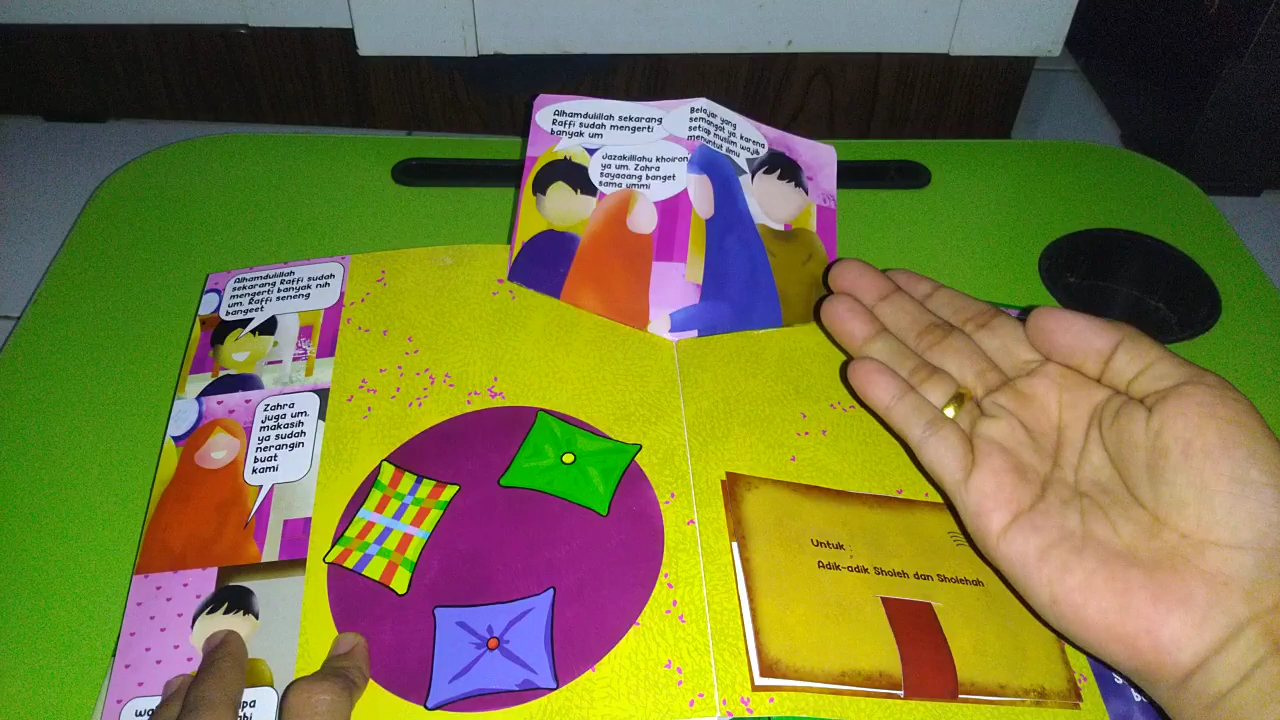 Alhamdulillah sekarang
Raffi sudah mengerti
banyak um
Belajar yang
semangat ya, karena
setiap muslim wajib
menuntut ilmu
Jazakilllahu khoiron
ya um. Zahra
sayaaang banget
sama ummi
Alhamdulillah
sekarang Raffi sudah
mengerti banyak nih
um. Raffi seneng
bangeet
Zahra
juga um.
makasih
ya sudah
nerangin
buat
kami
Untuk :
Adik-adik Sholeh dan Sholehah